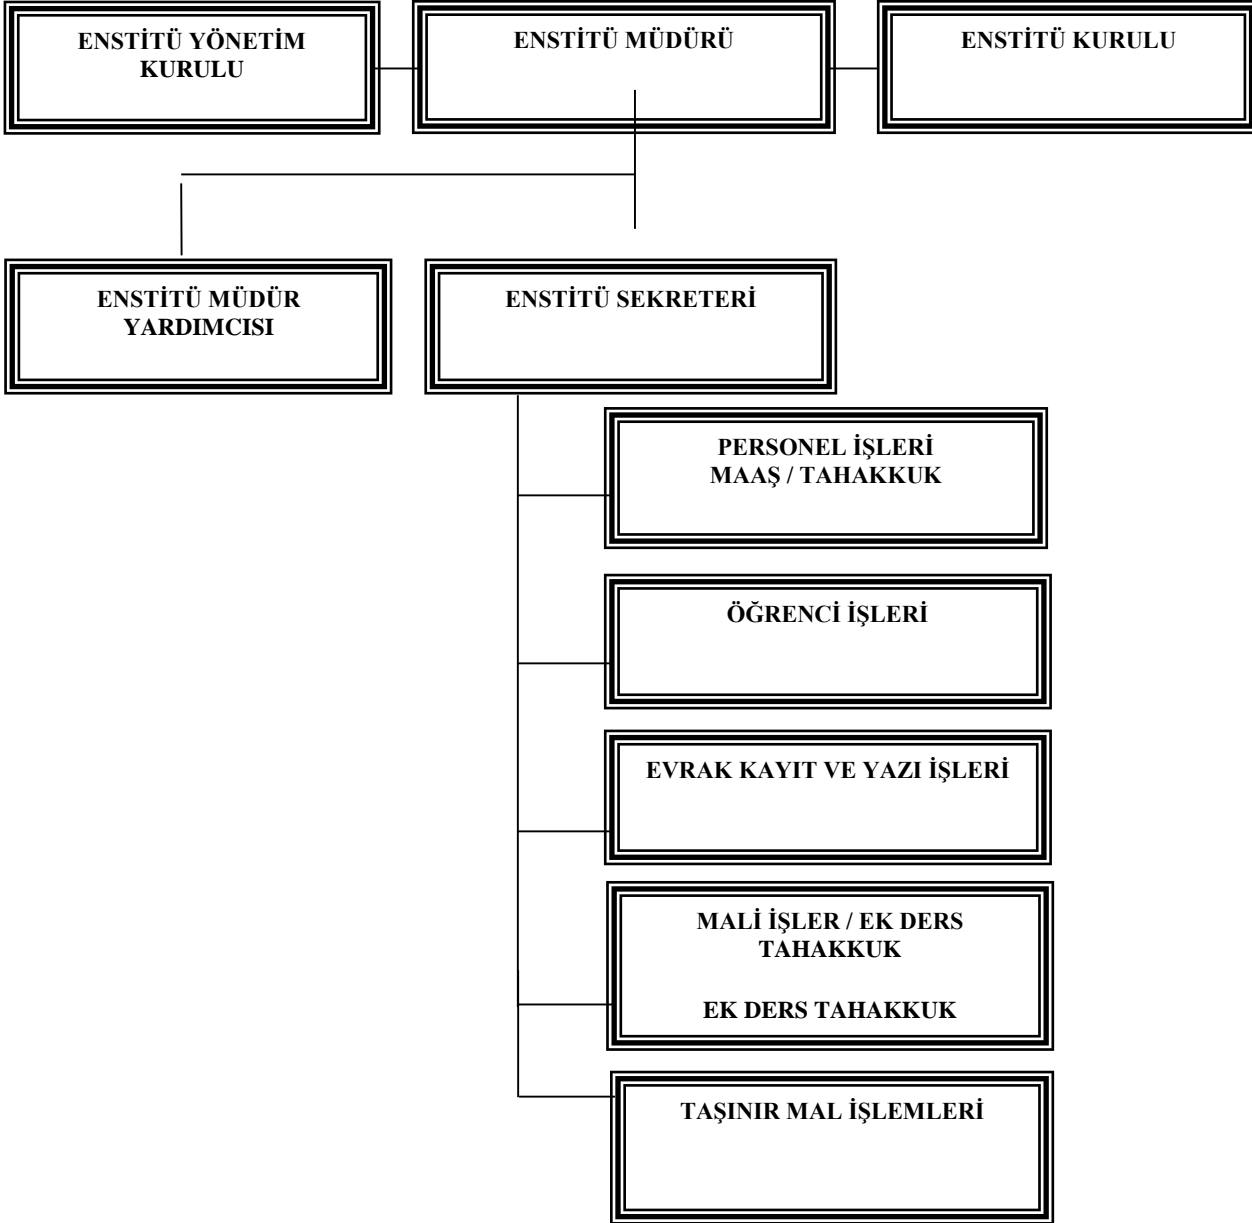 ENSTİTÜ YÖNETİM
KURULU
ENSTİTÜ MÜDÜRÜ
ENSTİTÜ KURULU
ENSTİTÜ MÜDÜR
YARDIMCISI
ENSTİTÜ SEKRETERİ
PERSONEL İŞLERİ
MAAŞ / TAHAKKUK
ÖĞRENCİ İŞLERİ
EVRAK KAYIT VE YAZI İŞLERİ
MALİ İŞLER / EK DERS
TAHAKKUK
EK DERS TAHAKKUK
TAŞINIR MAL İŞLEMLERİ